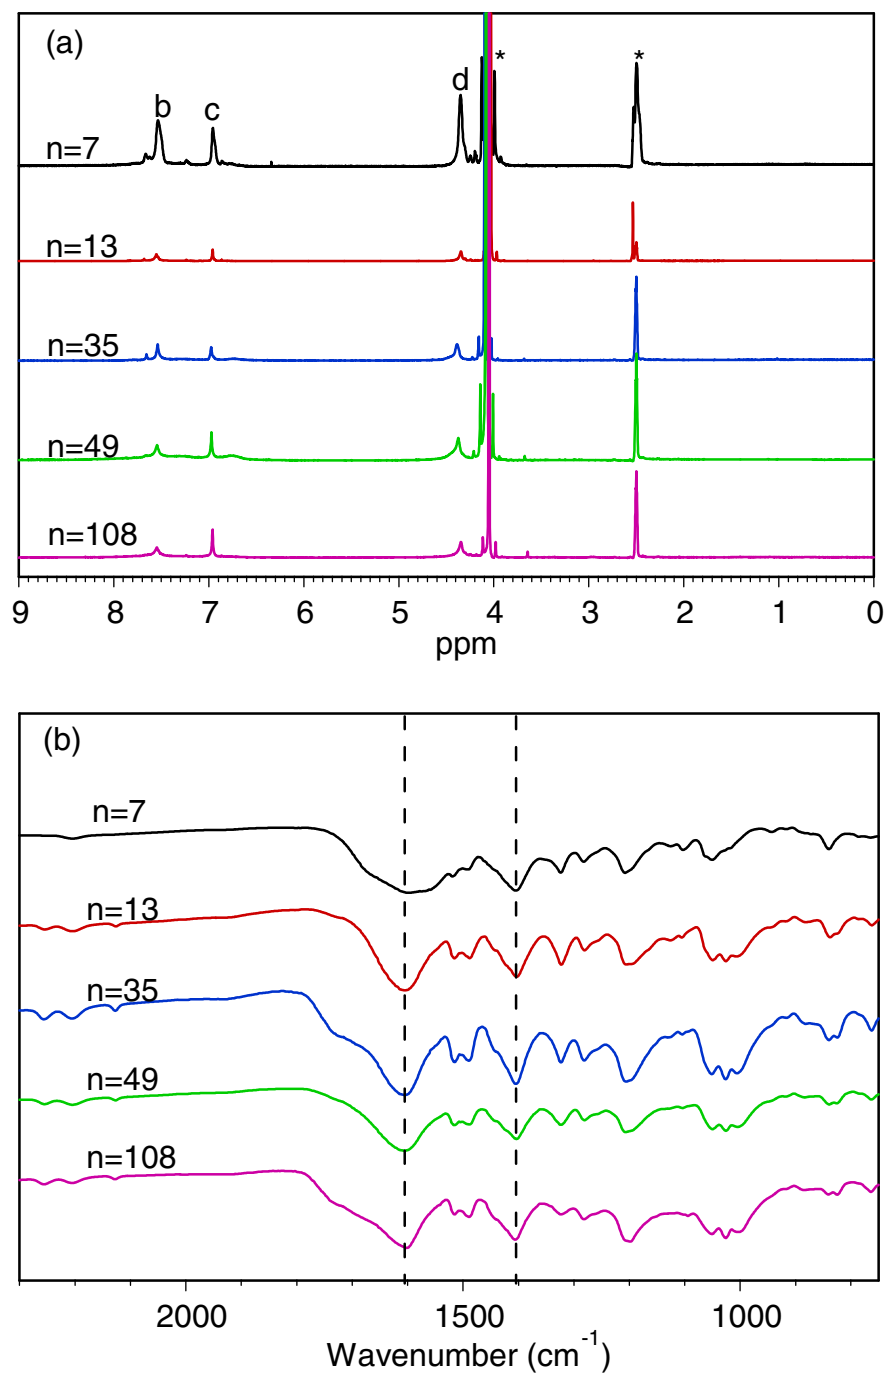 (a)
b
c
d
*
*
n=7
n=13
n=35
n=49
n=108
9 8 7 6 5 4 3 2 1 0
ppm
(b)
n=7
n=13
n=35
n=49
n=108
2000 1500 1000
Wavenumber (cm⁻¹)